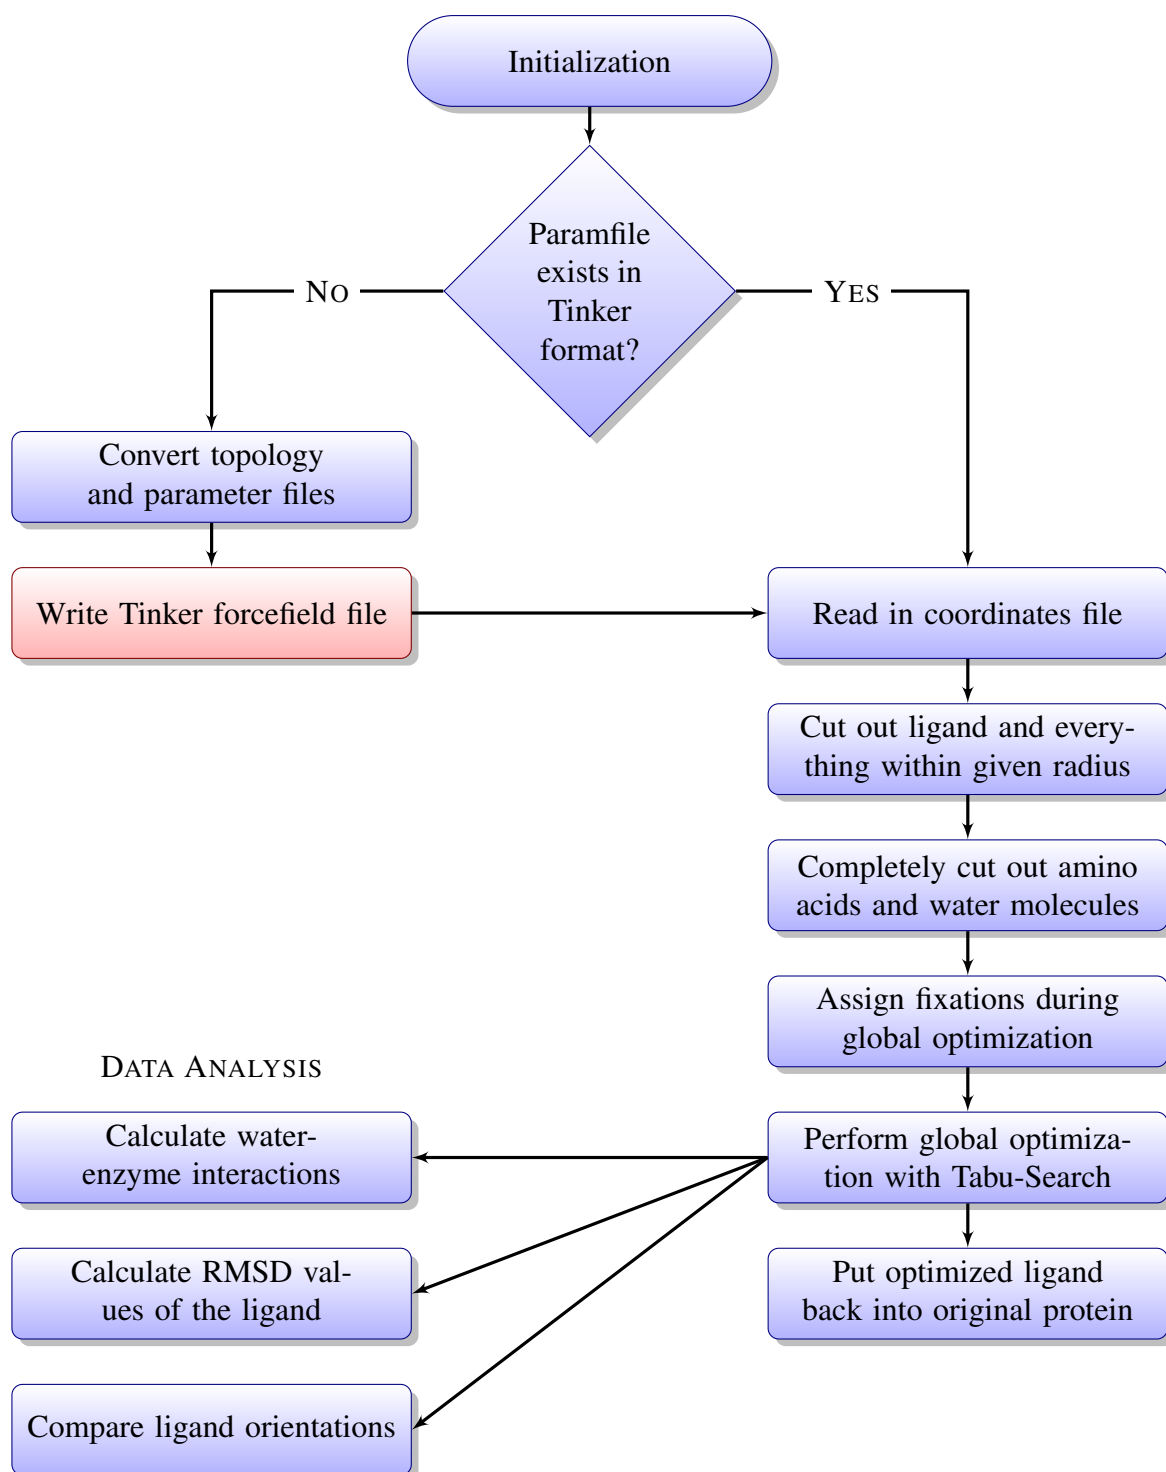 Initialization
Paramfile
exists in
Tinker
format?
NO
YES
Convert topology
and parameter files
Write Tinker forcefield file
Read in coordinates file
Cut out ligand and every-
thing within given radius
Completely cut out amino
acids and water molecules
Assign fixations during
global optimization
DATA ANALYSIS
Calculate water-
enzyme interactions
Perform global optimiza-
tion with Tabu-Search
Calculate RMSD val-
ues of the ligand
Put optimized ligand
back into original protein
Compare ligand orientations